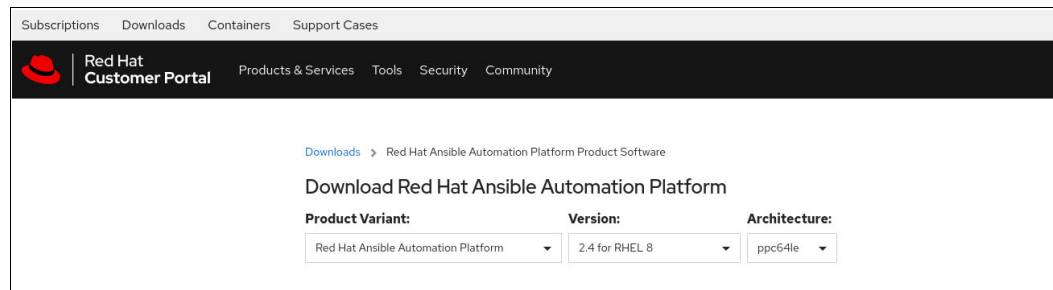 Subscriptions Downloads Containers Support Cases
Red Hat
Customer Portal Products & Services Tools Security Community
Downloads > Red Hat Ansible Automation Platform Product Software
Download Red Hat Ansible Automation Platform
Product Variant: Version: Architecture:
Red Hat Ansible Automation Platform 2.4 for RHEL 8 ppc64le